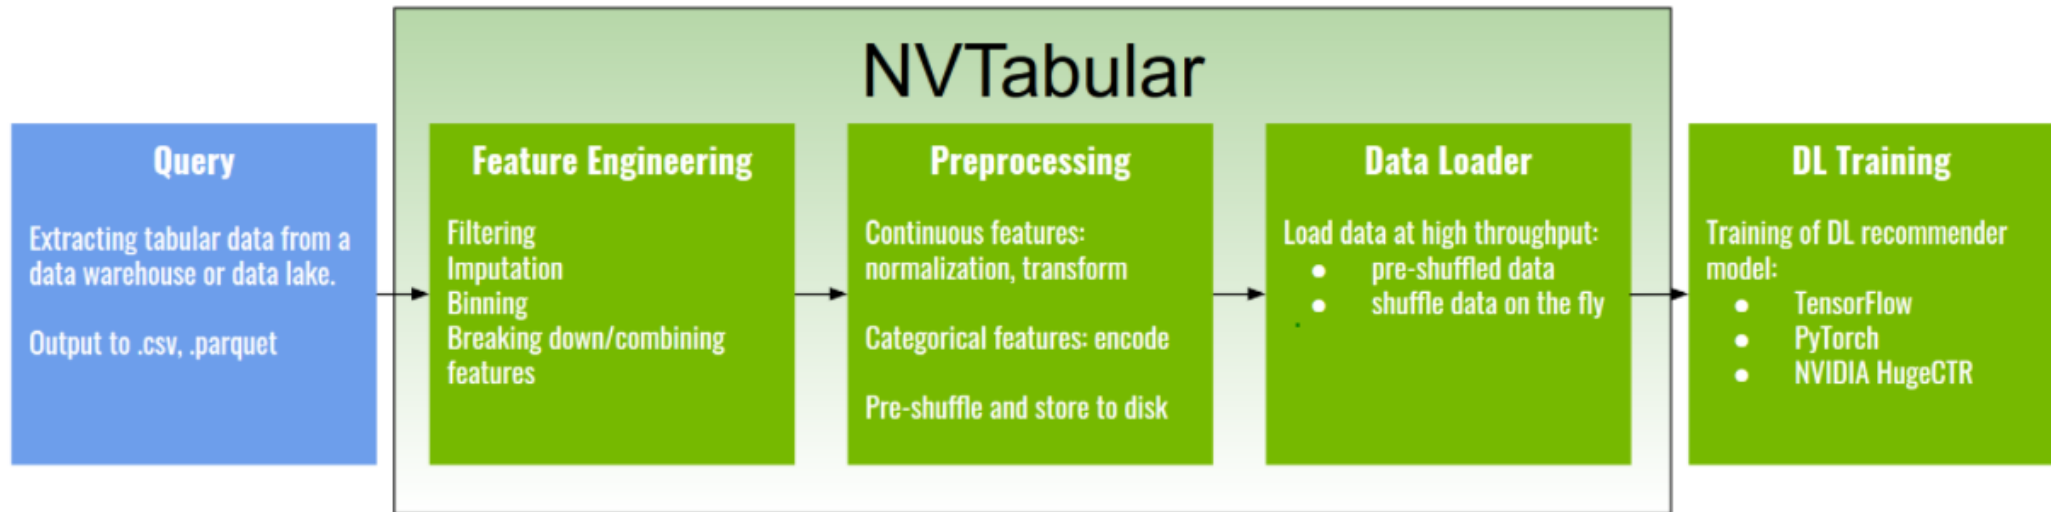 NVTabular
Query
Extracting tabular data from a
data warehouse or data lake.
Output to .csv, .parquet
Feature Engineering
Filtering
Imputation
Binning
Breaking down/combining
features
Preprocessing
Continuous features:
normalization, transform
Categorical features: encode
Pre-shuffle and store to disk
Data Loader
Load data at high throughput:
● pre-shuffled data
● shuffle data on the fly
DL Training
Training of DL recommender
model:
● TensorFlow
● PyTorch
● NVIDIA HugeCTR